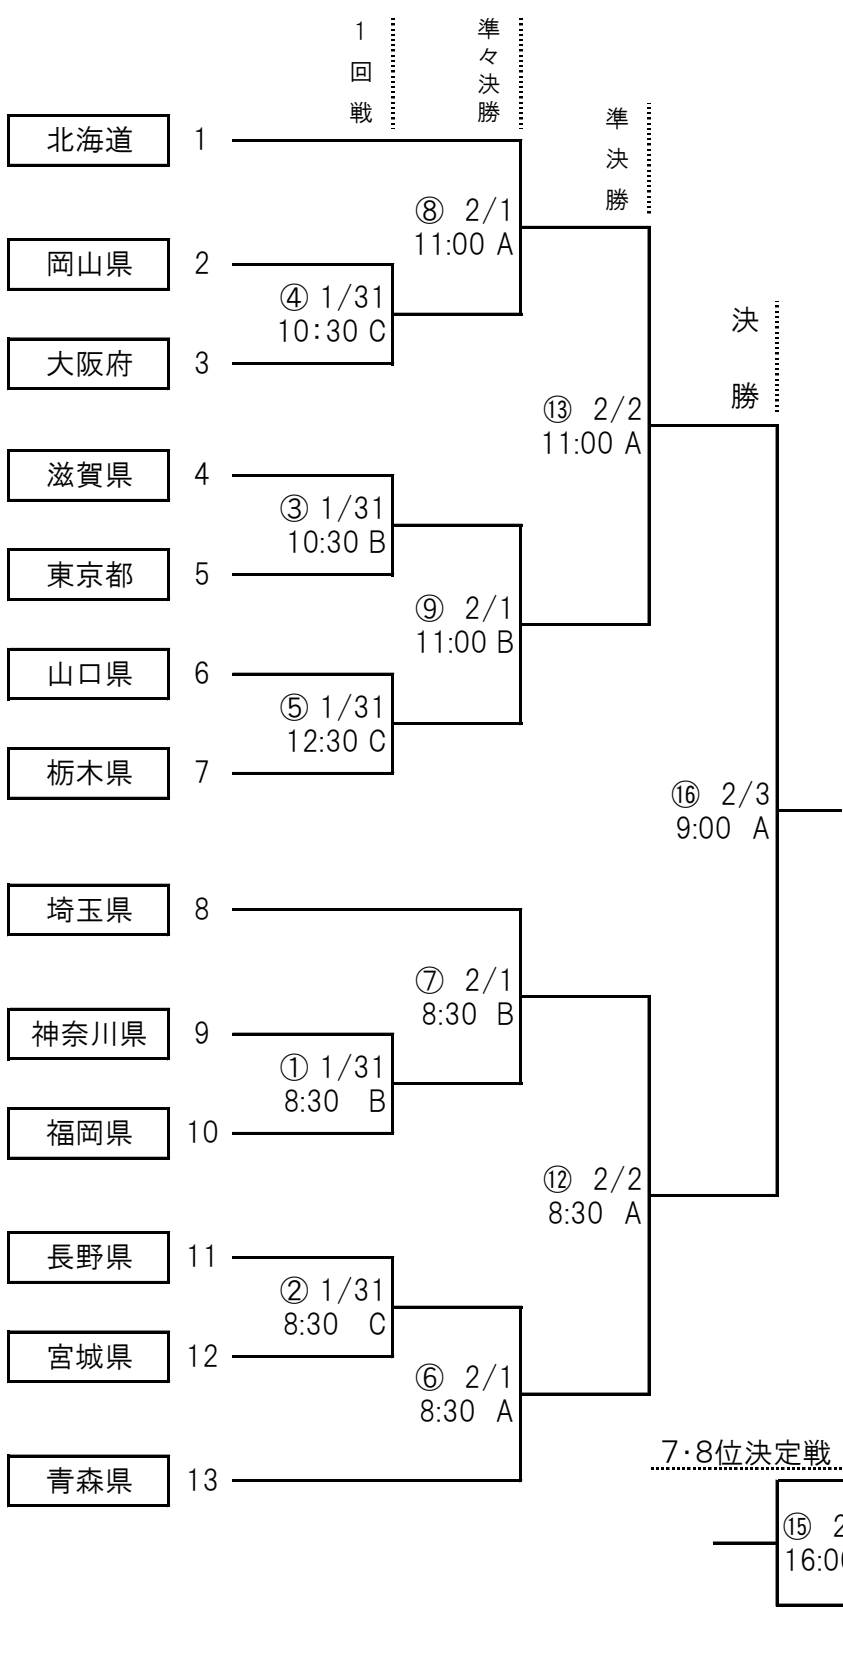 1回戦
準々決勝
準決勝
決勝
北海道 1
⑧ 2/1
11:00 A
岡山県 2
④ 1/31
10:30 C
大阪府 3
⑬ 2/2
11:00 A
滋賀県 4
③ 1/31
10:30 B
東京都 5
⑨ 2/1
11:00 B
山口県 6
⑤ 1/31
12:30 C
栃木県 7
⑯ 2/3
9:00 A
埼玉県 8
⑦ 2/1
8:30 B
神奈川県 9
① 1/31
8:30 B
福岡県 10
⑫ 2/2
8:30 A
長野県 11
② 1/31
8:30 C
宮城県 12
⑥ 2/1
8:30 A
7・8位決定戦
青森県 13
⑮ 2
16:0